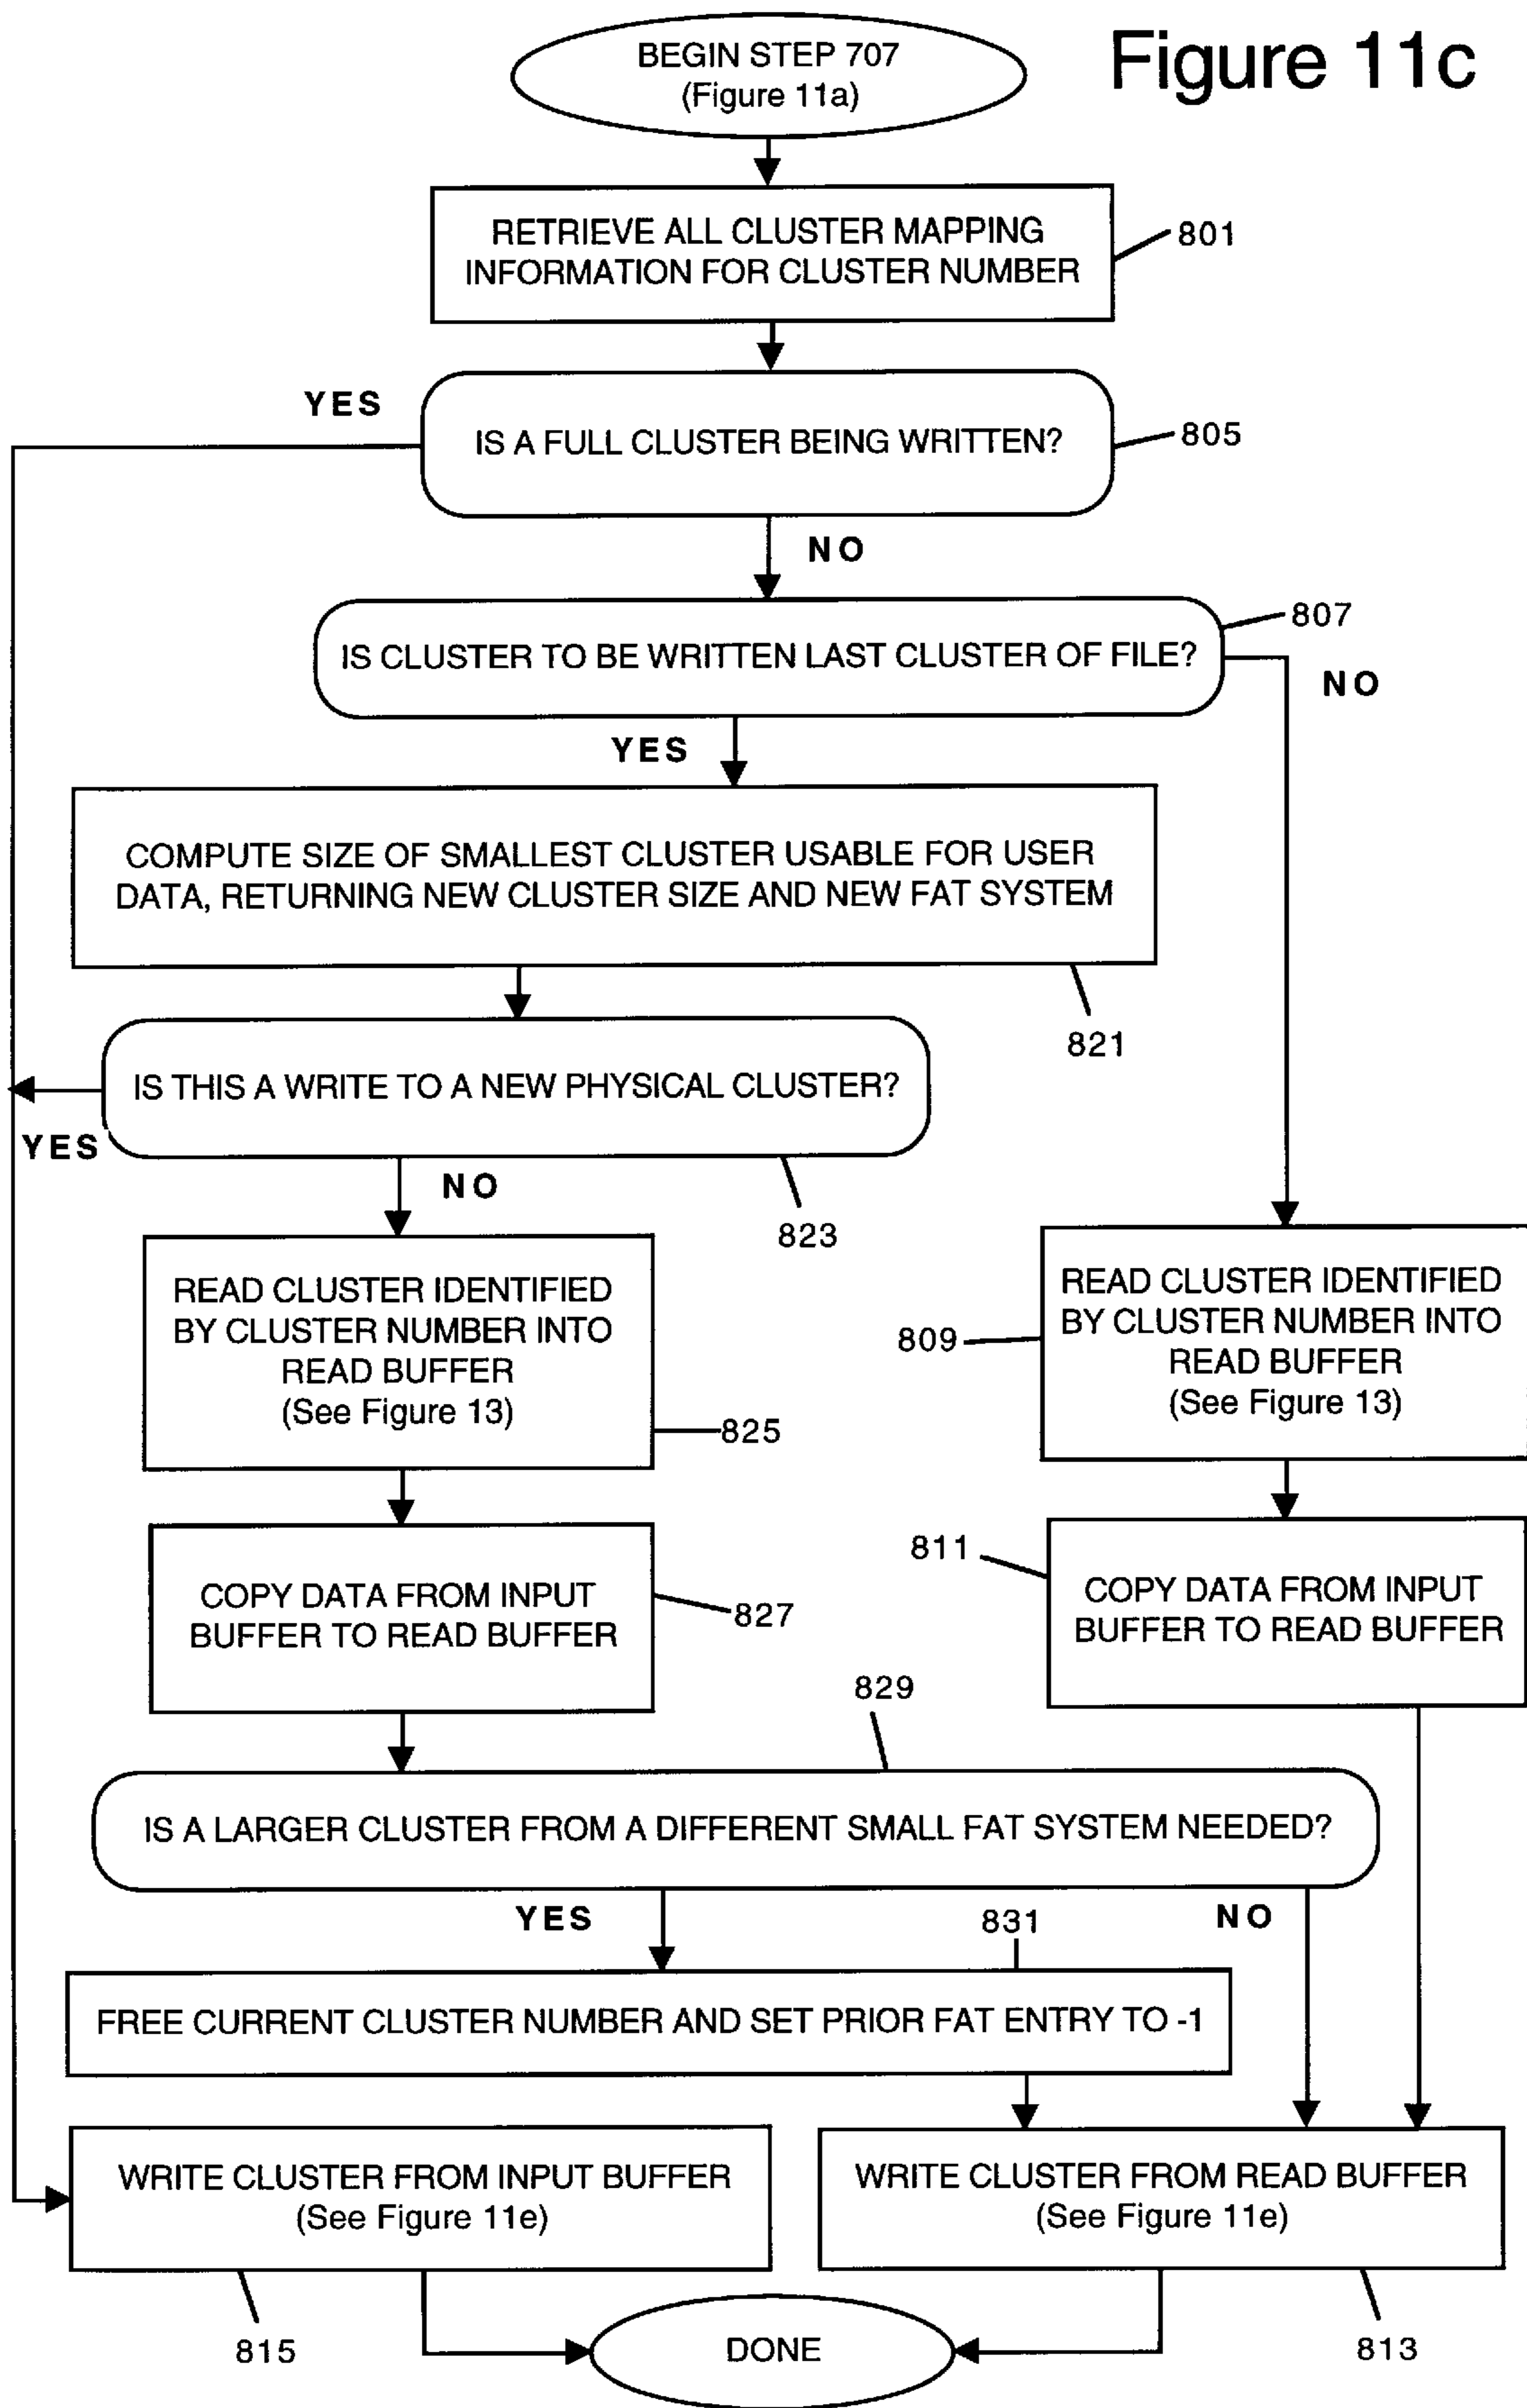 Figure 11c
BEGIN STEP 707
(Figure 11a)
RETRIEVE ALL CLUSTER MAPPING
INFORMATION FOR CLUSTER NUMBER
801
YES
IS A FULL CLUSTER BEING WRITTEN?
805
NO
807
IS CLUSTER TO BE WRITTEN LAST CLUSTER OF FILE?
NO
YES
COMPUTE SIZE OF SMALLEST CLUSTER USABLE FOR USER
DATA, RETURNING NEW CLUSTER SIZE AND NEW FAT SYSTEM
821
IS THIS A WRITE TO A NEW PHYSICAL CLUSTER?
YES
NO
823
READ CLUSTER IDENTIFIED
BY CLUSTER NUMBER INTO
READ BUFFER
(See Figure 13)
825
READ CLUSTER IDENTIFIED
BY CLUSTER NUMBER INTO
READ BUFFER
(See Figure 13)
809
COPY DATA FROM INPUT
BUFFER TO READ BUFFER
827
811
COPY DATA FROM INPUT
BUFFER TO READ BUFFER
829
IS A LARGER CLUSTER FROM A DIFFERENT SMALL FAT SYSTEM NEEDED?
YES
831
NO
FREE CURRENT CLUSTER NUMBER AND SET PRIOR FAT ENTRY TO -1
WRITE CLUSTER FROM INPUT BUFFER
(See Figure 11e)
WRITE CLUSTER FROM READ BUFFER
(See Figure 11e)
815
DONE
813